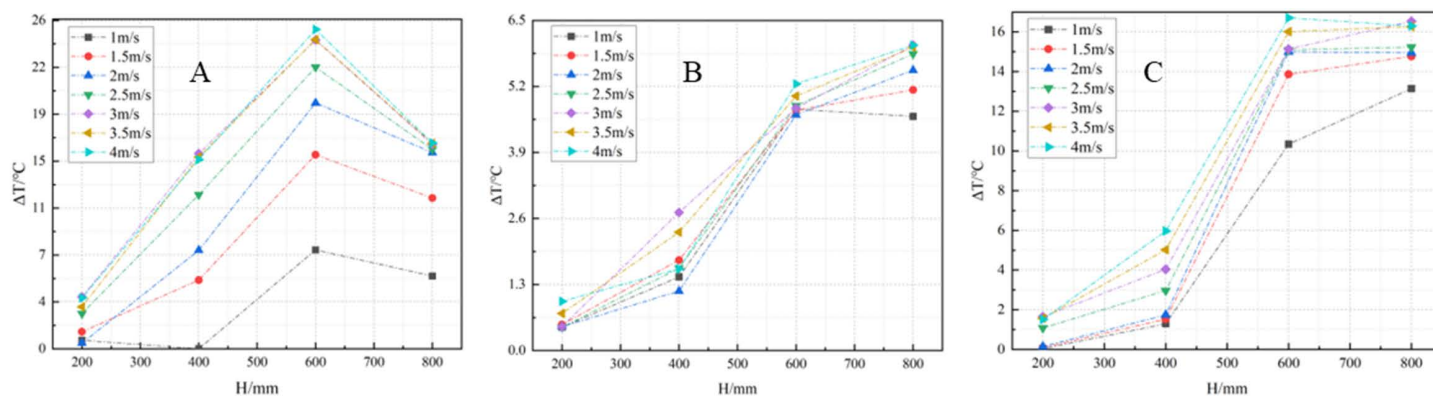 26
22
19
15
11
7
4
0
ΔT/°C
200 300 400 500 600 700 800
H/mm
1m/s
1.5m/s
2m/s
2.5m/s
3m/s
3.5m/s
4m/s
A
6.5
5.2
3.9
2.6
1.3
0.0
ΔT/°C
200 300 400 500 600 700 800
H/mm
1m/s
1.5m/s
2m/s
2.5m/s
3m/s
3.5m/s
4m/s
B
16
14
12
10
8
6
4
2
0
ΔT/°C
200 300 400 500 600 700 800
H/mm
1m/s
1.5m/s
2m/s
2.5m/s
3m/s
3.5m/s
4m/s
C